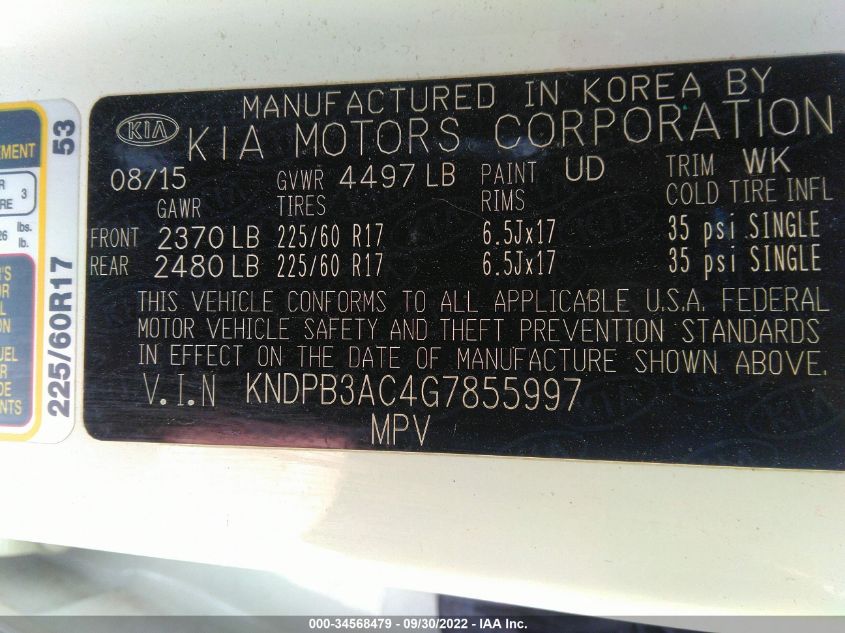 MANUFACTURED IN KOREA BY
KIA KIA MOTORS CORPORATION
08/15 GVWR 4497 LB PAINT UD TRIM WK
GAWR TIRES RIMS COLD TIRE INFL
FRONT 2370 LB 225/60 R17 6.5Jx17 35 psi SINGLE
REAR 2480 LB 225/60 R17 6.5Jx17 35 psi SINGLE
THIS VEHICLE CONFORMS TO ALL APPLICABLE U.S.A. FEDERAL
MOTOR VEHICLE SAFETY AND THEFT PREVENTION STANDARDS
IN EFFECT ON THE DATE OF MANUFACTURE SHOWN ABOVE.
V.I.N KNDPB3AC4G7855997
MPV
53
225/60R17
3
lbs.
lb.
000-34568479 - 09/30/2022 - IAA Inc.